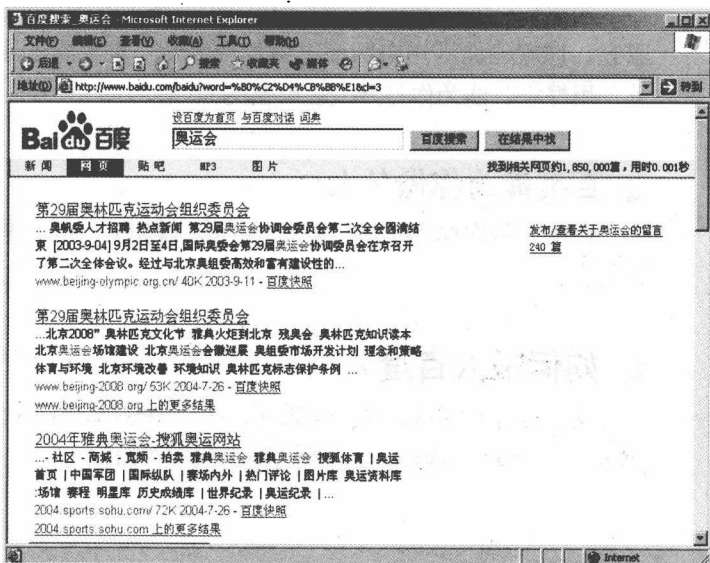 百度搜索_奥运会 - Microsoft Internet Explorer
文件(F) 编辑(E) 查看(V) 收藏(A) 工具(T) 帮助(H)
后退 搜索 收藏夹 媒体
地址(D) http://www.baidu.com/baidu?word=%B0%C2%D4%CB%BB%E1&cl=3 转到
设百度为首页 与百度对话 词典
Bai du 百度 奥运会 百度搜索 在结果中找
新 闻 网 页 贴 吧 MP3 图 片 找到相关网页约1,850,000篇，用时0.001秒
第29届奥林匹克运动会组织委员会
... 奥帆委人才招聘 热点新闻 第29届奥运会协调会委员会第二次全会圆满结
束 [2003-9-04] 9月2日至4日,国际奥委会第29届奥运会协调委员会在京召开
了第二次全体会议。经过与北京奥组委高效和富有建设性的...
www.beijing-olympic.org.cn/ 40K 2003-9-11 - 百度快照
发布/查看关于奥运会的留言
240 篇
第29届奥林匹克运动会组织委员会
...北京2008” 奥林匹克文化节 雅典火炬到北京 残奥会 奥林匹克知识读本
北京奥运会场馆建设 北京奥运会会徽巡展 奥组委市场开发计划 理念和策略
体育与环境 北京环境改善 环境知识 奥林匹克标志保护条例 ...
www.beijing-2008.org/ 53K 2004-7-26 - 百度快照
www.beijing-2008.org 上的更多结果
2004年雅典奥运会-搜狐奥运网站
...- 社区 - 商城 - 宽频 - 拍卖 雅典奥运会 雅典奥运会 搜狐体育 | 奥运
首页 | 中国军团 | 国际纵队 | 赛场内外 | 热门评论 | 图片库 奥运资料库
:场馆 赛程 明星库 历史成绩库 | 世界纪录 | 奥运纪录 | ...
2004.sports.sohu.com/ 72K 2004-7-26 - 百度快照
2004.sports.sohu.com 上的更多结果
Internet